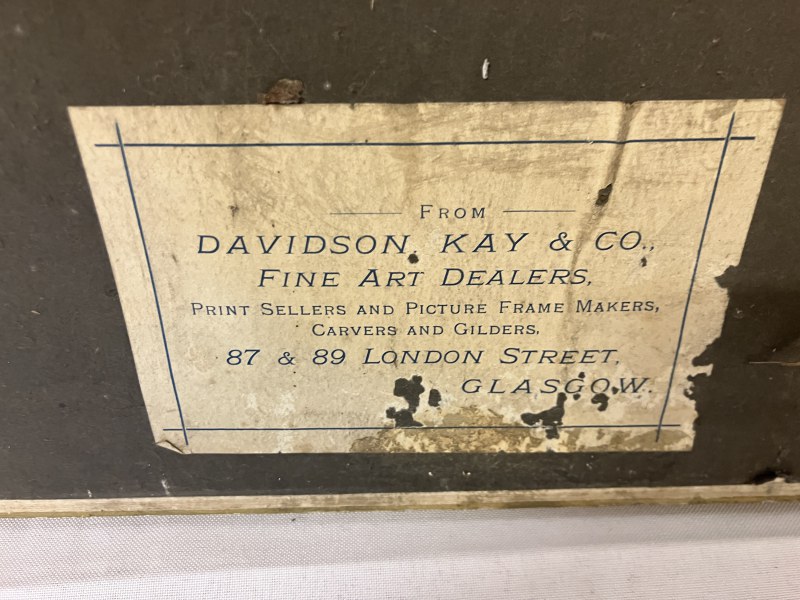 FROM
DAVIDSON, KAY & CO.,
FINE ART DEALERS,
PRINT SELLERS AND PICTURE FRAME MAKERS,
CARVERS AND GILDERS,
87 & 89 LONDON STREET,
GLASGOW.